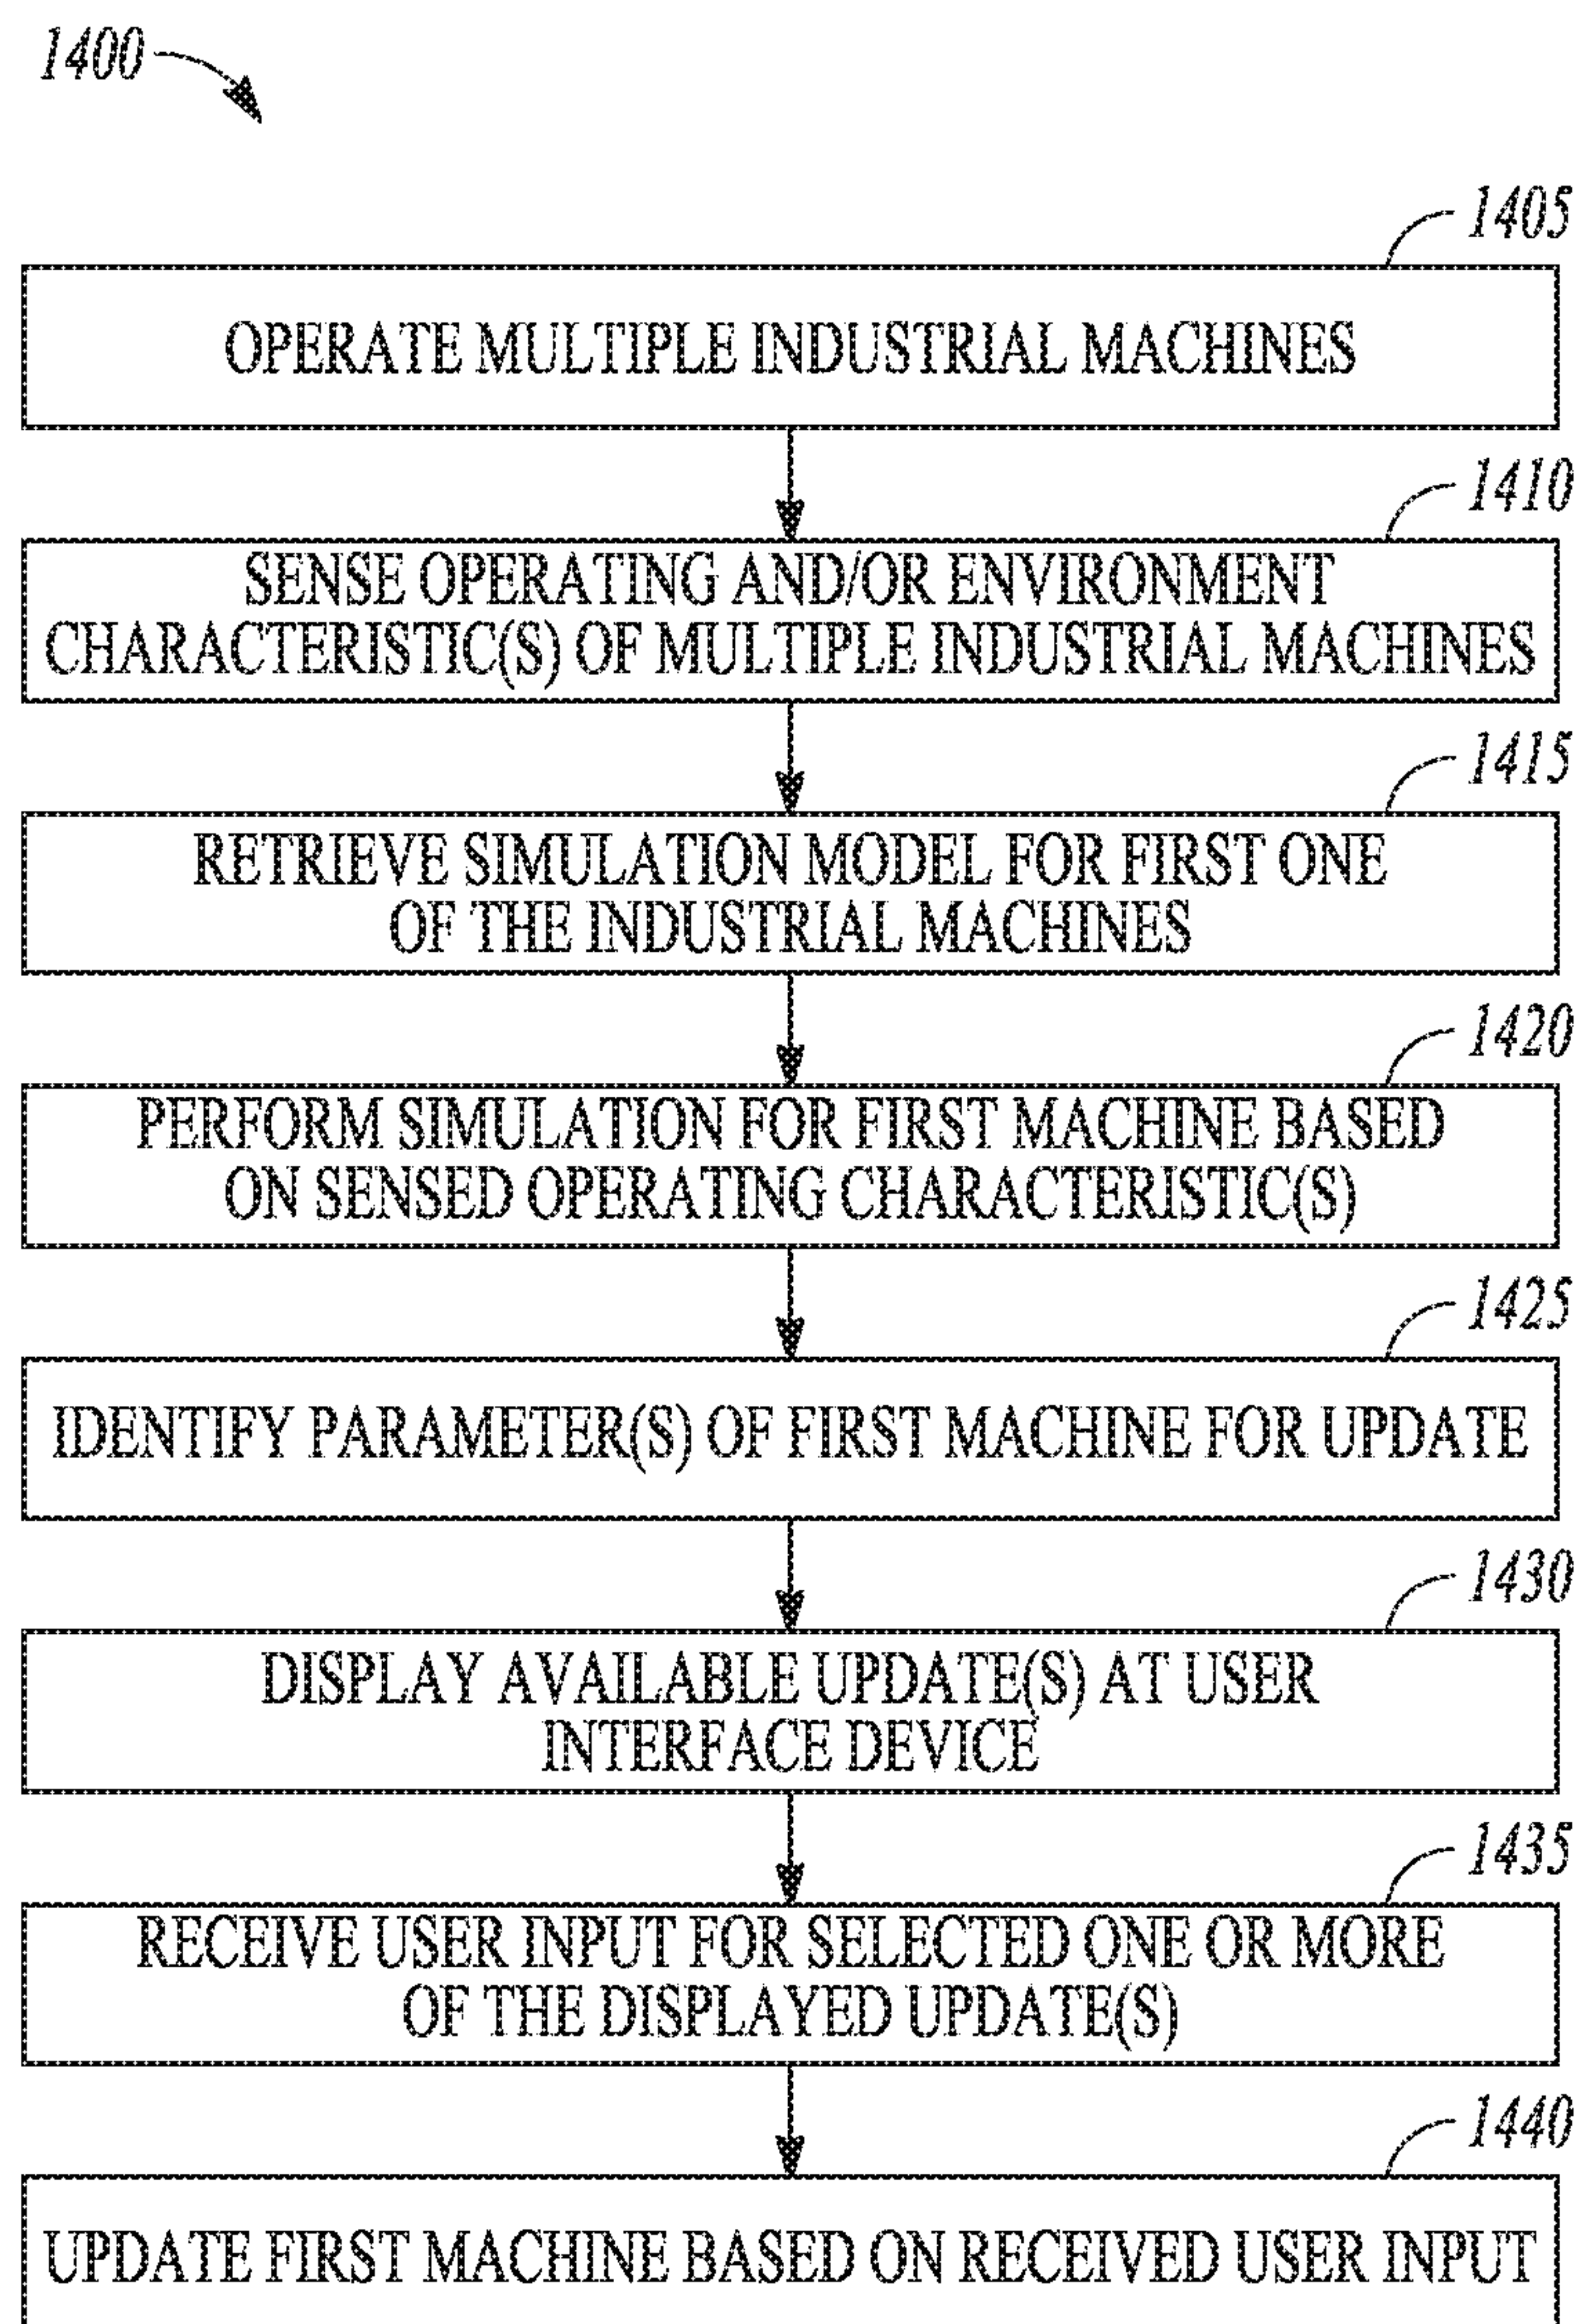 1400
1405
OPERATE MULTIPLE INDUSTRIAL MACHINES
1410
SENSE OPERATING AND/OR ENVIRONMENT
CHARACTERISTIC(S) OF MULTIPLE INDUSTRIAL MACHINES
1415
RETRIEVE SIMULATION MODEL FOR FIRST ONE
OF THE INDUSTRIAL MACHINES
1420
PERFORM SIMULATION FOR FIRST MACHINE BASED
ON SENSED OPERATING CHARACTERISTIC(S)
1425
IDENTIFY PARAMETER(S) OF FIRST MACHINE FOR UPDATE
1430
DISPLAY AVAILABLE UPDATE(S) AT USER
INTERFACE DEVICE
1435
RECEIVE USER INPUT FOR SELECTED ONE OR MORE
OF THE DISPLAYED UPDATE(S)
1440
UPDATE FIRST MACHINE BASED ON RECEIVED USER INPUT